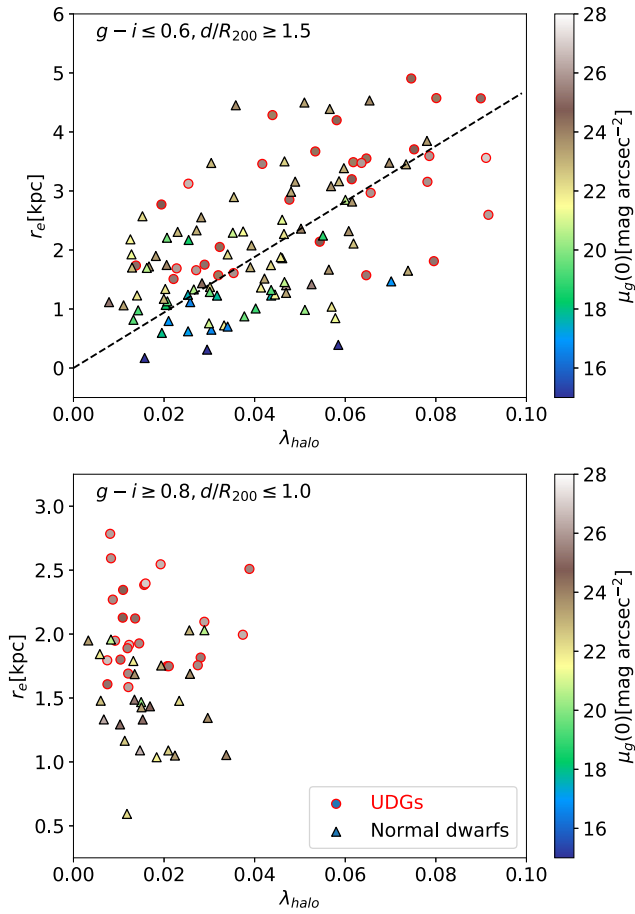 g − i ≤ 0.6, d/R200 ≥ 1.5
6
5
4
3
2
1
0
re[kpc]
0.00 0.02 0.04 0.06 0.08 0.10
λhalo
28
26
24
22
20
18
16
μg(0)[mag arcsec−2]
g − i ≥ 0.8, d/R200 ≤ 1.0
3.0
2.5
2.0
1.5
1.0
0.5
re[kpc]
UDGs
Normal dwarfs
0.00 0.02 0.04 0.06 0.08 0.10
λhalo
28
26
24
22
20
18
16
μg(0)[mag arcsec−2]